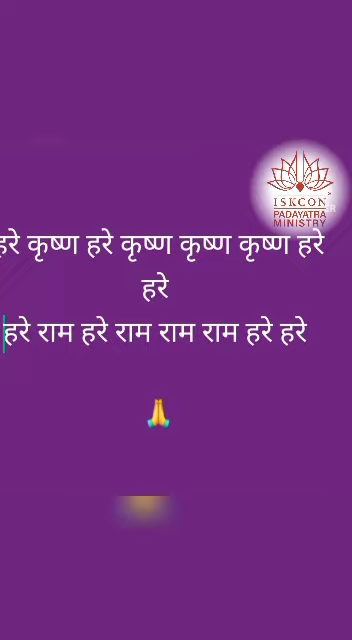 ISKCON
PADAYATRA
MINISTRY
हरे कृष्ण हरे कृष्ण कृष्ण कृष्ण हरे
हरे
हरे राम हरे राम राम राम हरे हरे
🙏